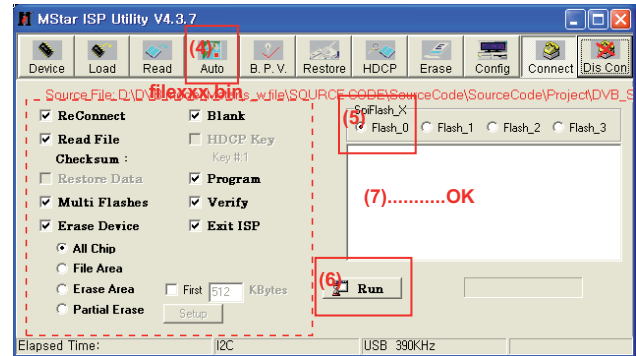 MStar ISP Utility V4.3.7
(4)
Device Load Read Auto B. P. V. Restore HDCP Erase Config Connect Dis Con
filexxx.bin
ReConnect Blank
(5) SpiFlash_X
Flash_0 Flash_1 Flash_2 Flash_3
Read File HDCP Key
Checksum : Key #:1
Restore Data Program
Multi Flashes Verify
(7)...........OK
Erase Device Exit ISP
All Chip
File Area
(6)
Erase Area First 512 KBytes
Run
Partial Erase Setup
Elapsed Time: I2C USB 390KHz